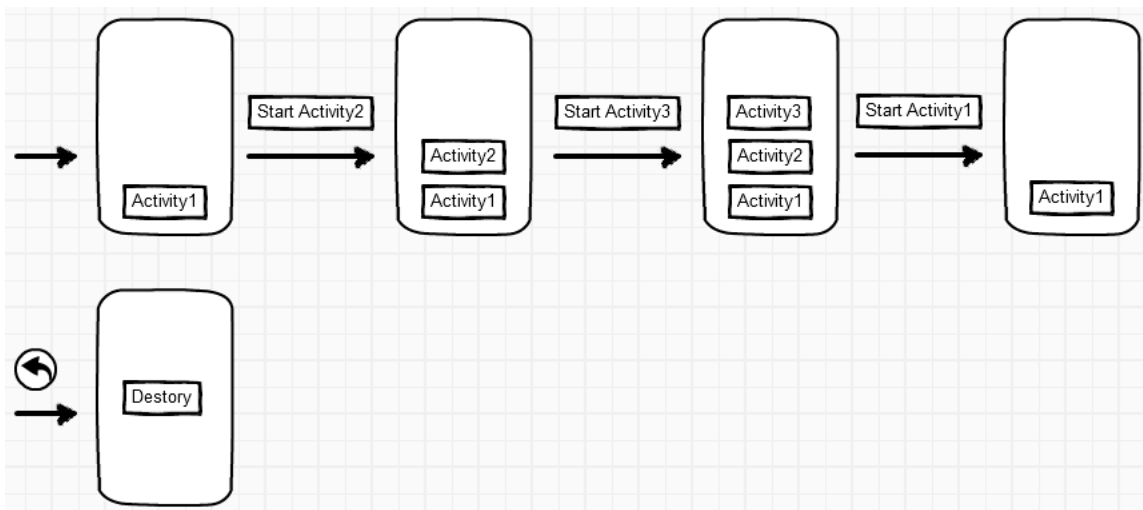 Start Activity2
Start Activity3
Activity3
Start Activity1
Activity2
Activity2
Activity1
Activity1
Activity1
Activity1
Destory